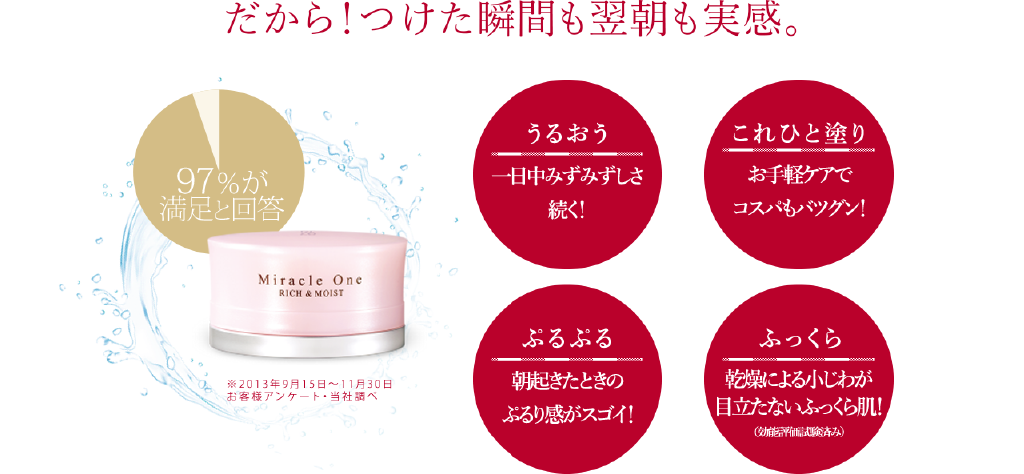 だから！つけた瞬間も翌朝も実感。
97%が
満足と回答
Miracle One
RICH & MOIST
※2013年9月15日～11月30日
お客様アンケート・当社調べ
うるおう
一日中みずみずしさ
続く！
これひと塗り
お手軽ケアで
コスパもバツグン！
ぷるぷる
朝起きたときの
ぷるり感がスゴイ！
ふっくら
乾燥による小じわが
目立たないふっくら肌！
（効能評価試験済み）